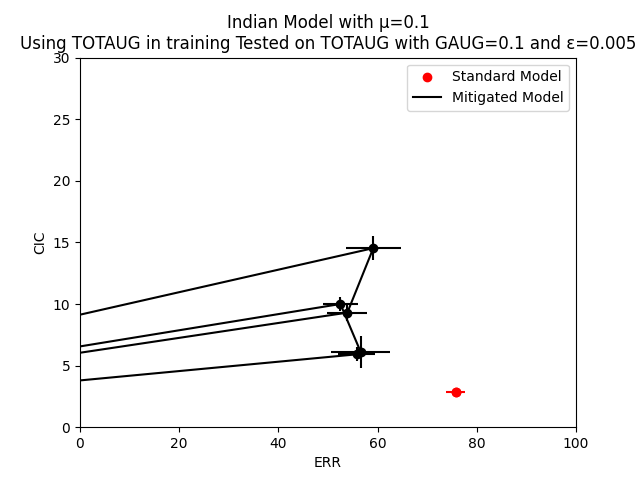 Indian Model with μ=0.1
Using TOTAUG in training Tested on TOTAUG with GAUG=0.1 and ε=0.005
Standard Model
Mitigated Model
30
25
20
15
10
5
0
CIC
0 20 40 60 80 100
ERR